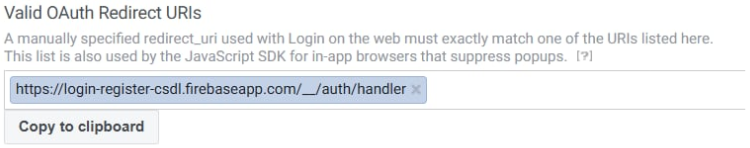 Valid OAuth Redirect URIs
A manually specified redirect_uri used with Login on the web must exactly match one of the URIs listed here.
This list is also used by the JavaScript SDK for in-app browsers that suppress popups. [?]
https://login-register-csdl.firebaseapp.com/__/auth/handler ×
Copy to clipboard